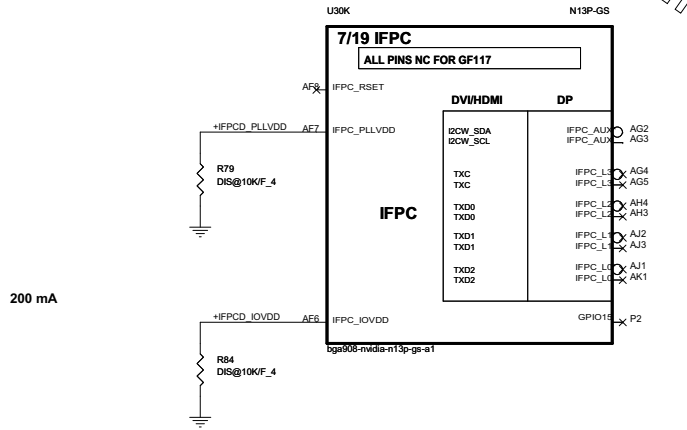 U30K
N13P-GS
7/19 IFPC
ALL PINS NC FOR GF117
AF8
IFPC_RSET
DVI/HDMI
DP
+IFPCD_PLLVDD
AF7
IFPC_PLLVDD
I2CW_SDA
IFPC_AUX
AG2
I2CW_SCL
IFPC_AUX
AG3
R79
DIS@10K/F_4
TXC
IFPC_L3
AG4
TXC
IFPC_L3
AG5
IFPC
TXD0
IFPC_L2
AH4
TXD0
IFPC_L2
AH3
TXD1
IFPC_L1
AJ2
TXD1
IFPC_L1
AJ3
TXD2
IFPC_L0
AJ1
TXD2
IFPC_L0
AK1
200 mA
+IFPCD_IOVDD
AF6
IFPC_IOVDD
GPIO15
P2
bga908-nvidia-n13p-gs-a1
R84
DIS@10K/F_4